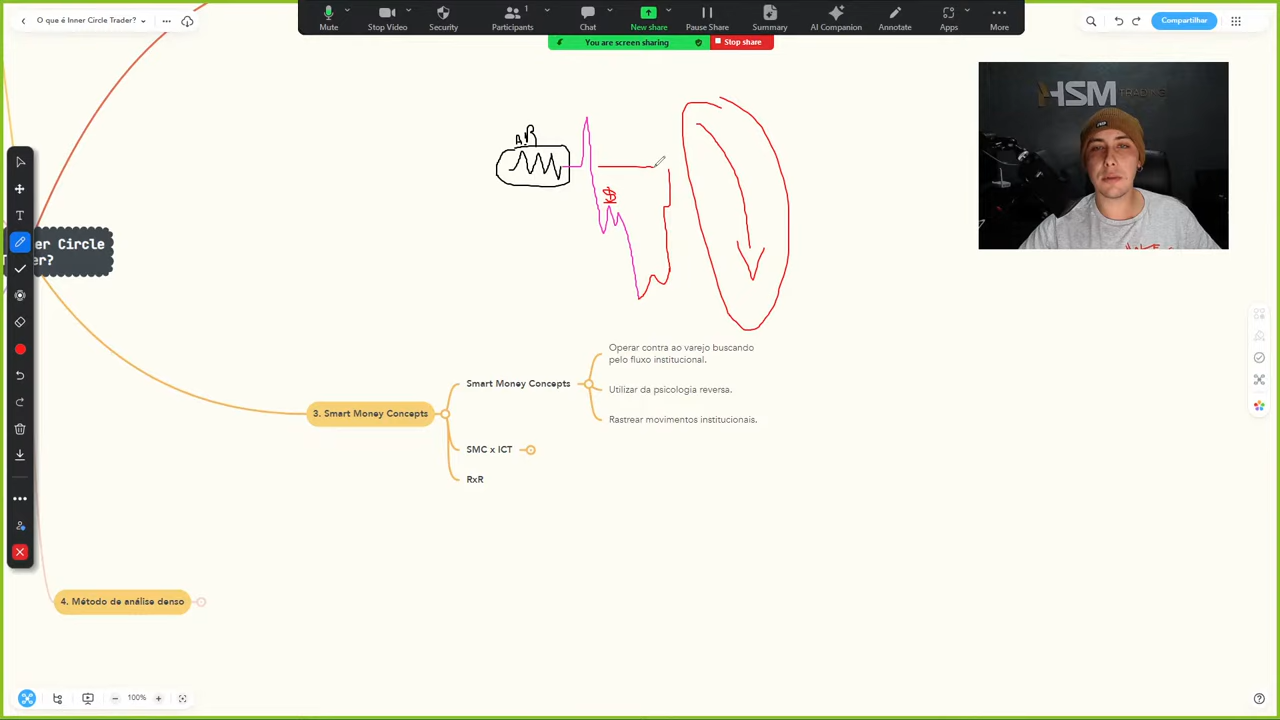 O que é Inner Circle Trader?
Mute
Stop Video
Security
Participants
1
Chat
New share
Pause Share
Summary
AI Companion
Annotate
Apps
More
You are screen sharing
Stop share
Compartilhar
HSM
TRADING
$
er Circle
er?
3. Smart Money Concepts
Smart Money Concepts
Operar contra ao varejo buscando
pelo fluxo institucional.
Utilizar da psicologia reversa.
Rastrear movimentos institucionais.
SMC x ICT
RxR
4. Método de análise denso
100%